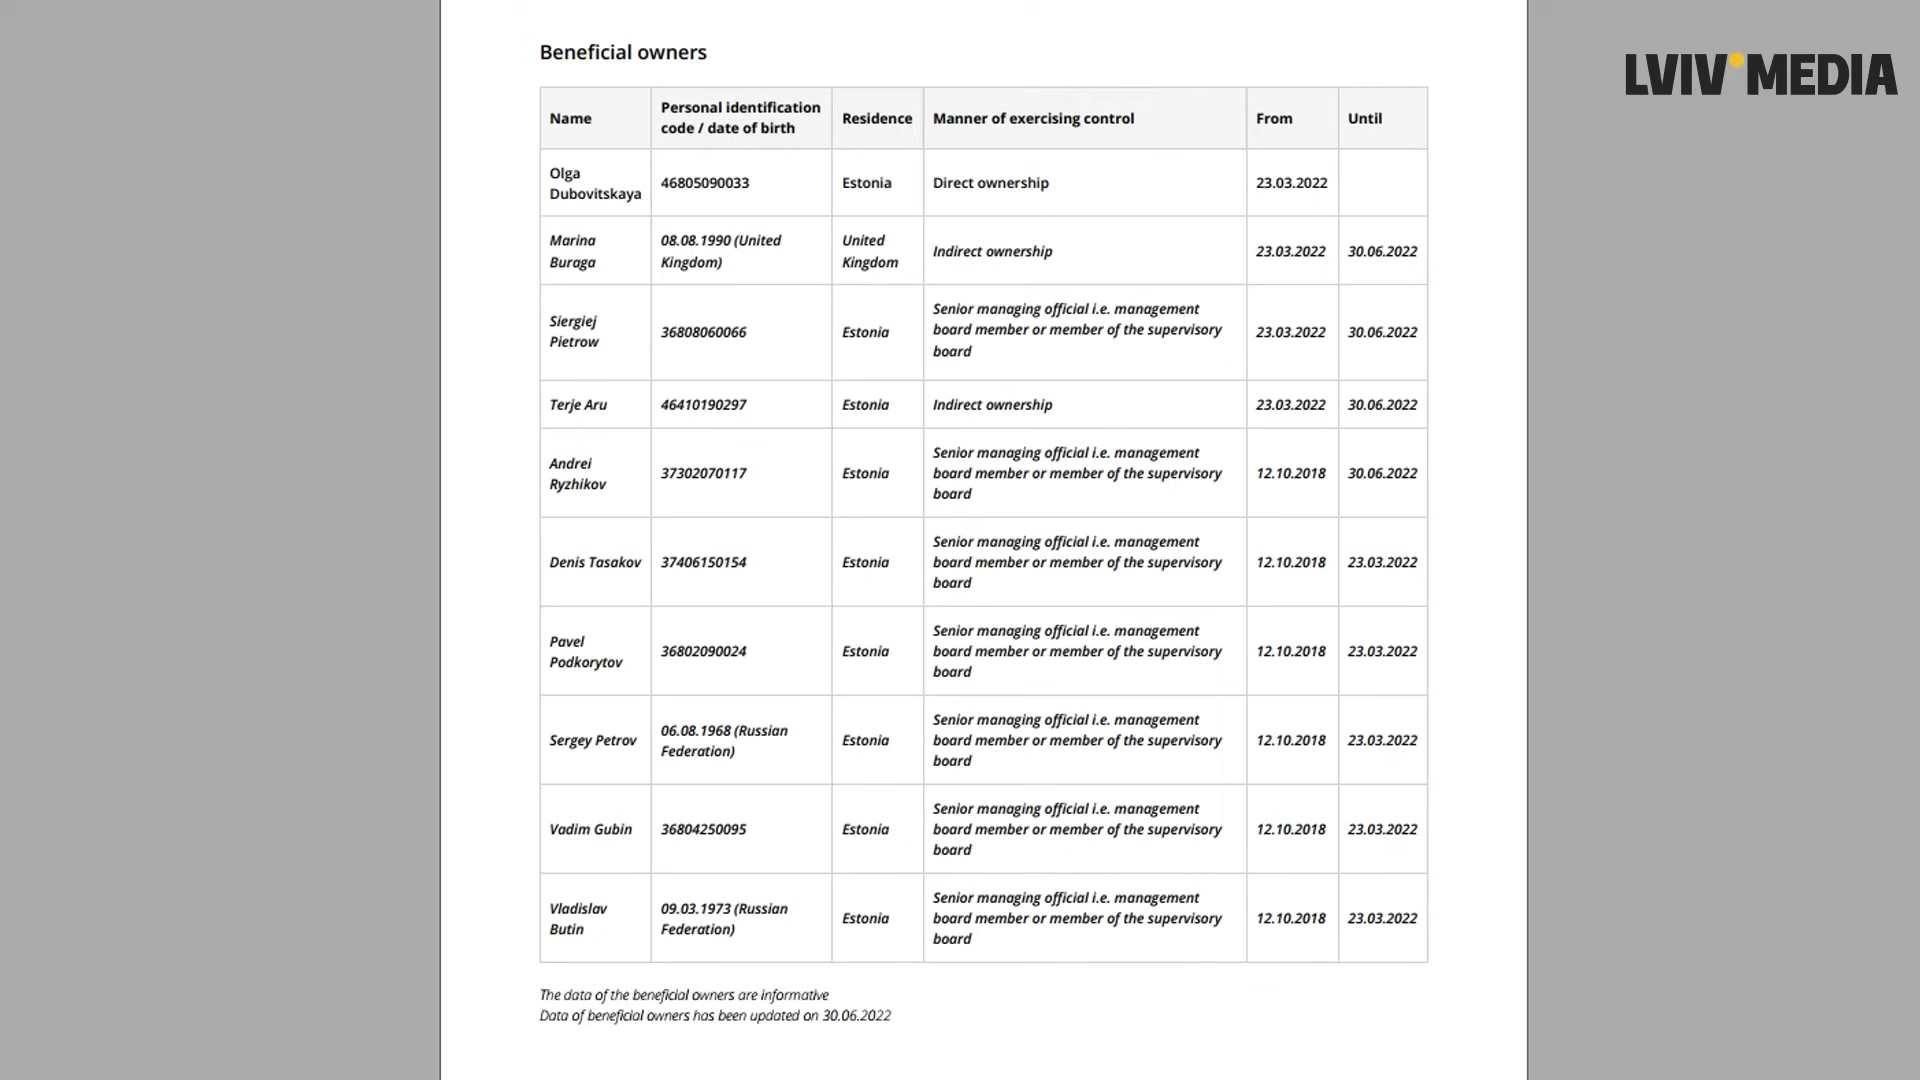 LVIV MEDIA
Beneficial owners
Name
Personal identification
code / date of birth
Residence
Manner of exercising control
From
Until
Olga
Dubovitskaya
46805090033
Estonia
Direct ownership
23.03.2022
Marina
Buraga
08.08.1990 (United
Kingdom)
United
Kingdom
Indirect ownership
23.03.2022
30.06.2022
Siergiej
Pietrow
36808060066
Estonia
Senior managing official i.e. management
board member or member of the supervisory
board
23.03.2022
30.06.2022
Terje Aru
46410190297
Estonia
Indirect ownership
23.03.2022
30.06.2022
Andrei
Ryzhikov
37302070117
Estonia
Senior managing official i.e. management
board member or member of the supervisory
board
12.10.2018
30.06.2022
Denis Tasakov
37406150154
Estonia
Senior managing official i.e. management
board member or member of the supervisory
board
12.10.2018
23.03.2022
Pavel
Podkorytov
36802090024
Estonia
Senior managing official i.e. management
board member or member of the supervisory
board
12.10.2018
23.03.2022
Sergey Petrov
06.08.1968 (Russian
Federation)
Estonia
Senior managing official i.e. management
board member or member of the supervisory
board
12.10.2018
23.03.2022
Vadim Gubin
36804250095
Estonia
Senior managing official i.e. management
board member or member of the supervisory
board
12.10.2018
23.03.2022
Vladislav
Butin
09.03.1973 (Russian
Federation)
Estonia
Senior managing official i.e. management
board member or member of the supervisory
board
12.10.2018
23.03.2022
The data of the beneficial owners are informative
Data of beneficial owners has been updated on 30.06.2022